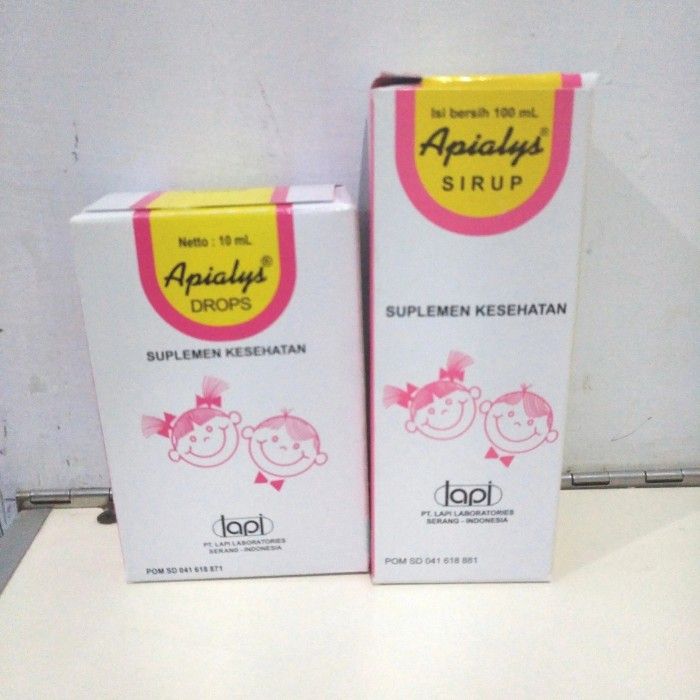 Netto : 10 mL
Apialys®
DROPS
SUPLEMEN KESEHATAN
lapi
PT. LAPI LABORATORIES
SERANG - INDONESIA
POM SD 041 618 871
Isi bersih 100 mL
Apialys®
SIRUP
SUPLEMEN KESEHATAN
lapi
PT. LAPI LABORATORIES
SERANG - INDONESIA
POM SD 041 618 881